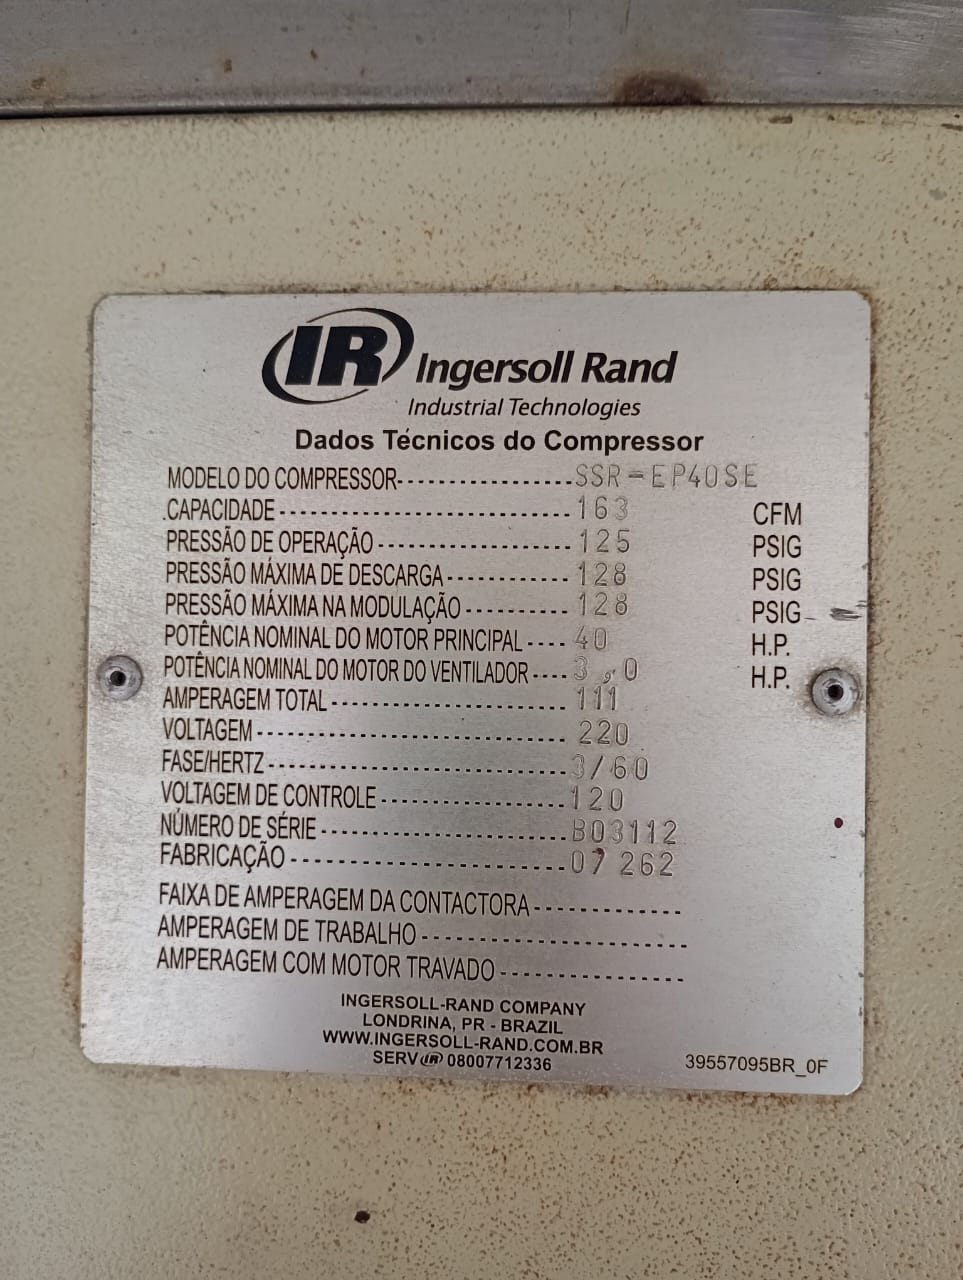 IR Ingersoll Rand
Industrial Technologies
Dados Técnicos do Compressor
MODELO DO COMPRESSOR----------------SSR-EP40SE
.CAPACIDADE----------------------------163 CFM
PRESSÃO DE OPERAÇÃO------------------125 PSIG
PRESSÃO MÁXIMA DE DESCARGA-----------128 PSIG
PRESSÃO MÁXIMA NA MODULAÇÃO---------128 PSIG
POTÊNCIA NOMINAL DO MOTOR PRINCIPAL----40 H.P.
POTÊNCIA NOMINAL DO MOTOR DO VENTILADOR----3,0 H.P.
AMPERAGEM TOTAL----------------------111
VOLTAGEM-----------------------------220
FASE/HERTZ---------------------------3/60
VOLTAGEM DE CONTROLE-----------------120
NÚMERO DE SÉRIE----------------------B03112
FABRICAÇÃO---------------------------07 262
FAIXA DE AMPERAGEM DA CONTACTORA-------------
AMPERAGEM DE TRABALHO------------------------
AMPERAGEM COM MOTOR TRAVADO----------------
INGERSOLL-RAND COMPANY
LONDRINA, PR - BRAZIL
WWW.INGERSOLL-RAND.COM.BR
SERV IR 08007712336
39557095BR_0F